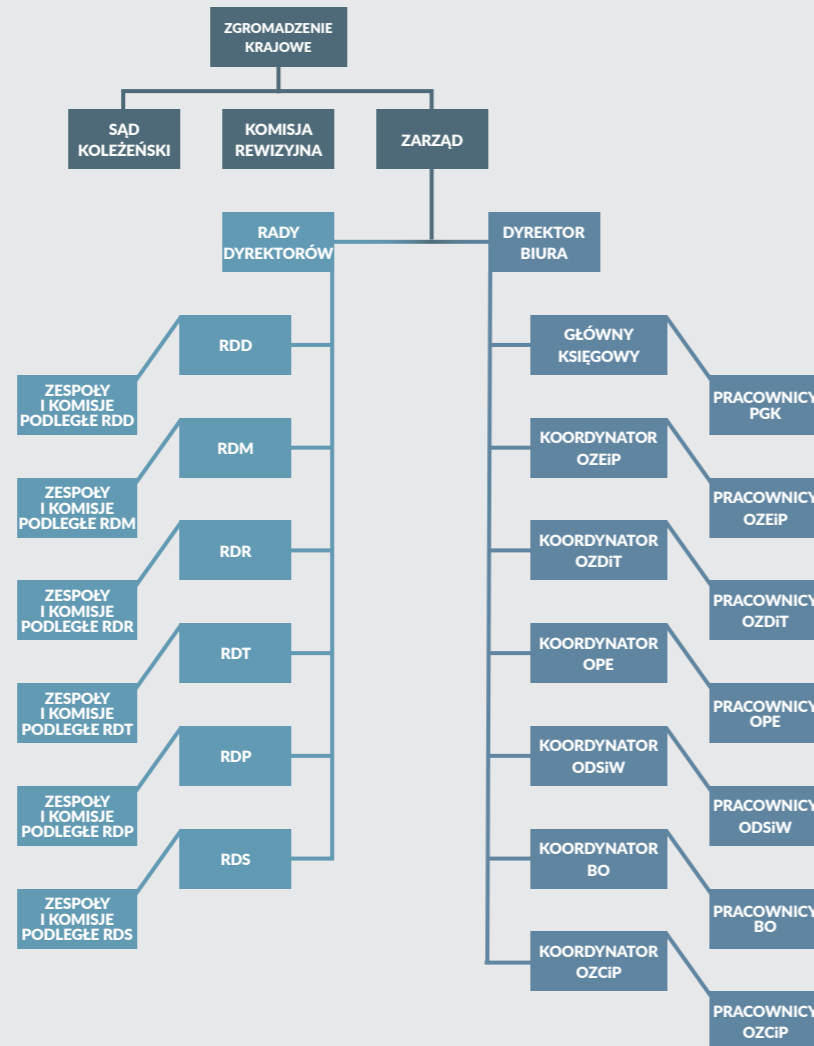 ZGROMADZENIE
KRAJOWE
SĄD
KOLEŻEŃSKI
KOMISJA
REWIZYJNA
ZARZĄD
RADY
DYREKTORÓW
DYREKTOR
BIURA
RDD
ZESPOŁY
I KOMISJE
PODLEGŁE RDD
RDM
ZESPOŁY
I KOMISJE
PODLEGŁE RDM
RDR
ZESPOŁY
I KOMISJE
PODLEGŁE RDR
RDT
ZESPOŁY
I KOMISJE
PODLEGŁE RDT
RDP
ZESPOŁY
I KOMISJE
PODLEGŁE RDP
RDS
ZESPOŁY
I KOMISJE
PODLEGŁE RDS
GŁÓWNY
KSIĘGOWY
PRACOWNICY
PGK
KOORDYNATOR
OZEiP
PRACOWNICY
OZEiP
KOORDYNATOR
OZDiT
PRACOWNICY
OZDiT
KOORDYNATOR
OPE
PRACOWNICY
OPE
KOORDYNATOR
ODSiW
PRACOWNICY
ODSiW
KOORDYNATOR
BO
PRACOWNICY
BO
KOORDYNATOR
OZCiP
PRACOWNICY
OZCiP